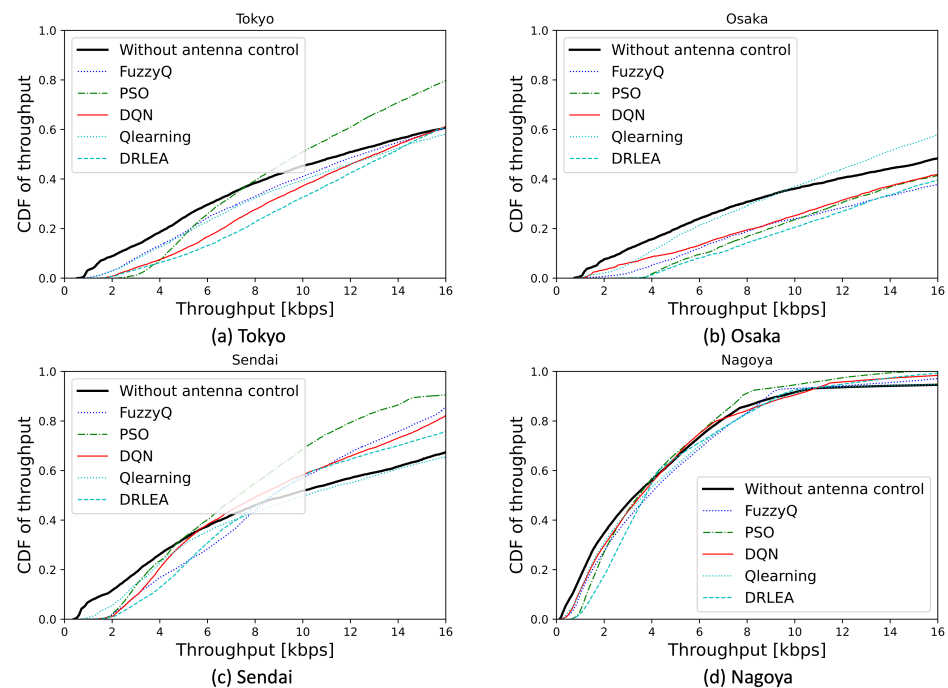 Tokyo
1.0
0.8
0.6
0.4
0.2
0.0
CDF of throughput
Without antenna control
FuzzyQ
PSO
DQN
Qlearning
DRLEA
0 2 4 6 8 10 12 14 16
Throughput [kbps]
(a) Tokyo
Osaka
1.0
0.8
0.6
0.4
0.2
0.0
CDF of throughput
Without antenna control
FuzzyQ
PSO
DQN
Qlearning
DRLEA
0 2 4 6 8 10 12 14 16
Throughput [kbps]
(b) Osaka
Sendai
1.0
0.8
0.6
0.4
0.2
0.0
CDF of throughput
Without antenna control
FuzzyQ
PSO
DQN
Qlearning
DRLEA
0 2 4 6 8 10 12 14 16
Throughput [kbps]
(c) Sendai
Nagoya
1.0
0.8
0.6
0.4
0.2
0.0
CDF of throughput
Without antenna control
FuzzyQ
PSO
DQN
Qlearning
DRLEA
0 2 4 6 8 10 12 14 16
Throughput [kbps]
(d) Nagoya